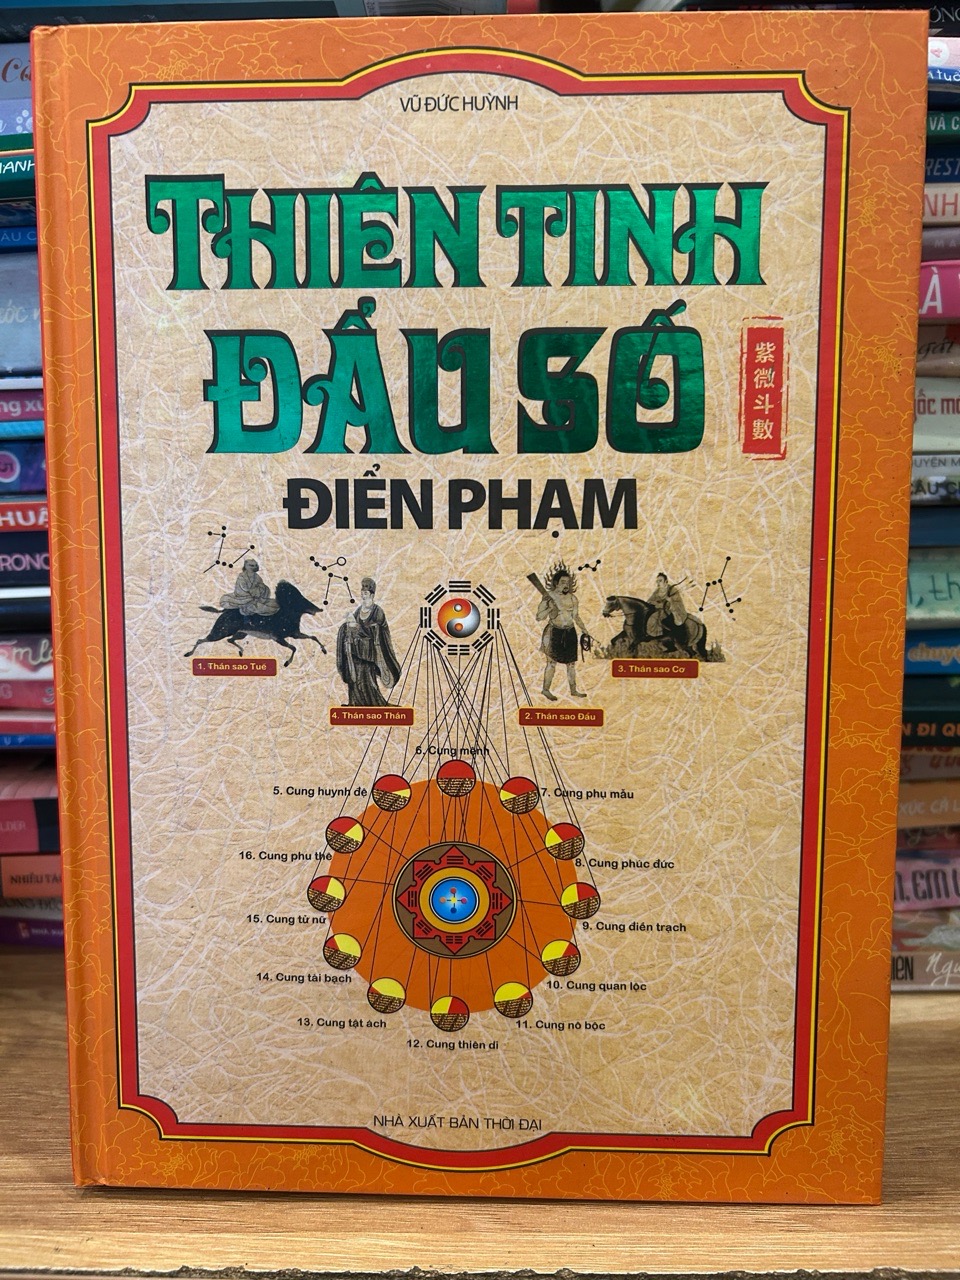 VŨ ĐỨC HUỲNH
THIÊN TINH
ĐẨU SỐ
紫微斗數
ĐIỂN PHẠM
1. Thần sao Tuế
4. Thần sao Thần
2. Thần sao Đẩu
3. Thần sao Cơ
6. Cung mệnh
5. Cung huynh đệ
7. Cung phụ mẫu
16. Cung phu thê
8. Cung phúc đức
15. Cung tử nữ
9. Cung điền trạch
14. Cung tài bạch
10. Cung quan lộc
13. Cung tật ách
11. Cung nô bộc
12. Cung thiên di
NHÀ XUẤT BẢN THỜI ĐẠI